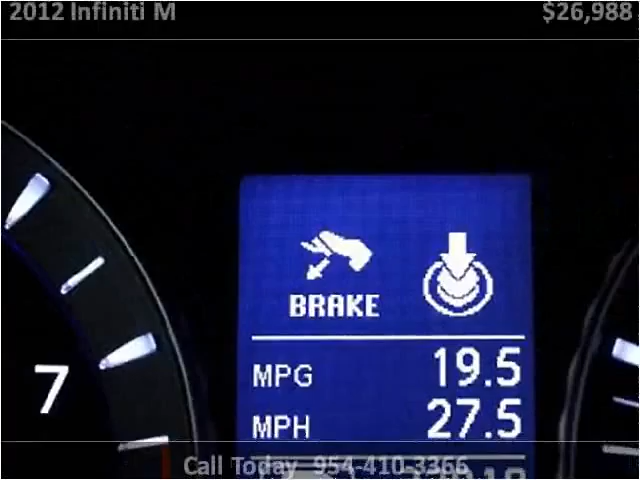 2012 Infiniti M $26,988
7
BRAKE
MPG 19.5
MPH 27.5
Call Today 954-410-3366